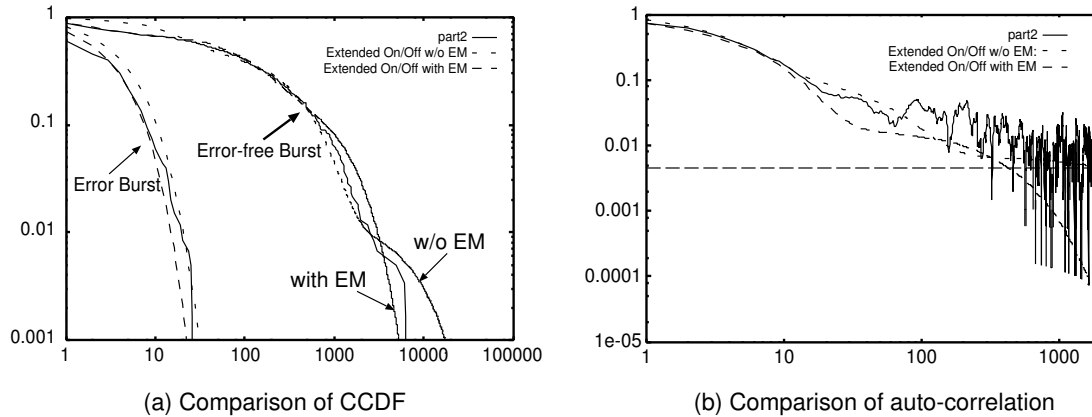 1
0.1
0.01
0.001
1
10
100
1000
10000
100000
part2
Extended On/Off w/o EM
Extended On/Off with EM
Error-free Burst
Error Burst
w/o EM
with EM
(a) Comparison of CCDF
1
0.1
0.01
0.001
0.0001
1e-05
1
10
100
1000
part2
Extended On/Off w/o EM:
Extended On/Off with EM
(b) Comparison of auto-correlation